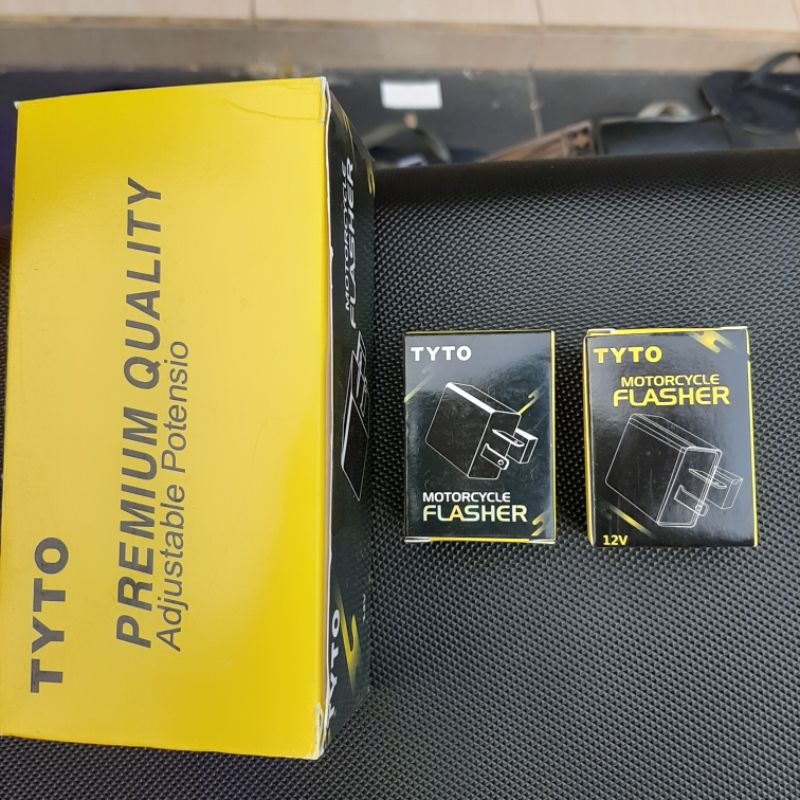 TYTO
PREMIUM QUALITY
Adjustable Potensio
MOTORCYCLE
FLASHER
TYTO
TYTO
MOTORCYCLE
FLASHER
TYTO
MOTORCYCLE
FLASHER
12V